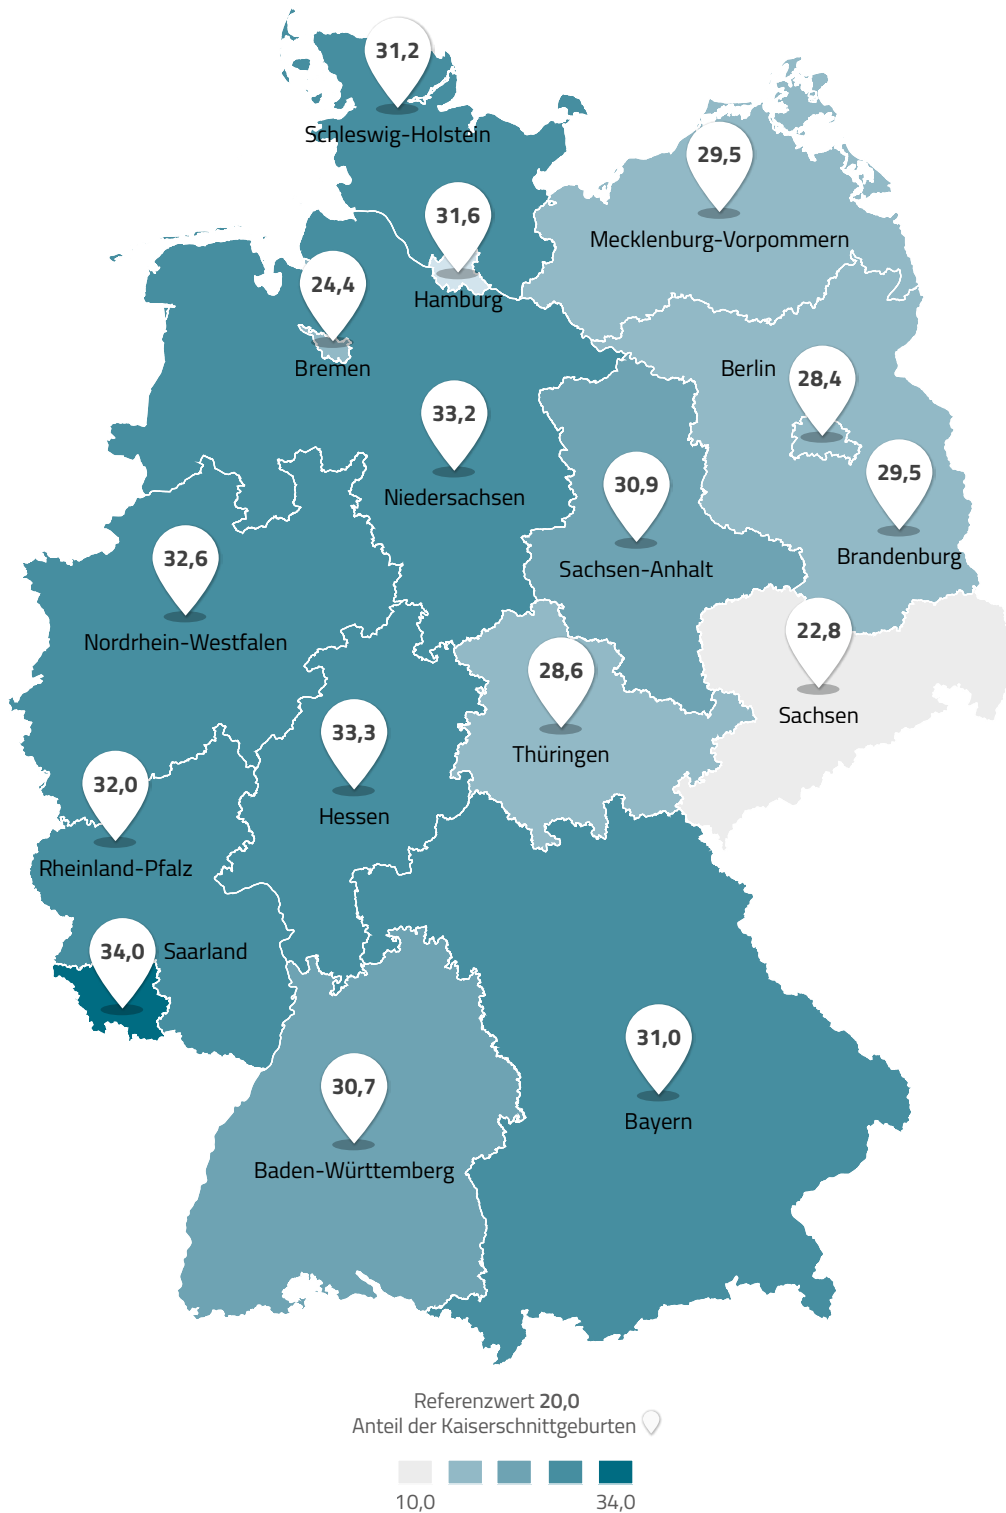 31,2
Schleswig-Holstein
29,5
Mecklenburg-Vorpommern
31,6
Hamburg
24,4
Bremen
Berlin
28,4
33,2
Niedersachsen
29,5
Brandenburg
30,9
Sachsen-Anhalt
32,6
Nordrhein-Westfalen
22,8
Sachsen
28,6
Thüringen
33,3
Hessen
32,0
Rheinland-Pfalz
34,0
Saarland
31,0
Bayern
30,7
Baden-Württemberg
Referenzwert 20,0
Anteil der Kaiserschnittgeburten
10,0
34,0